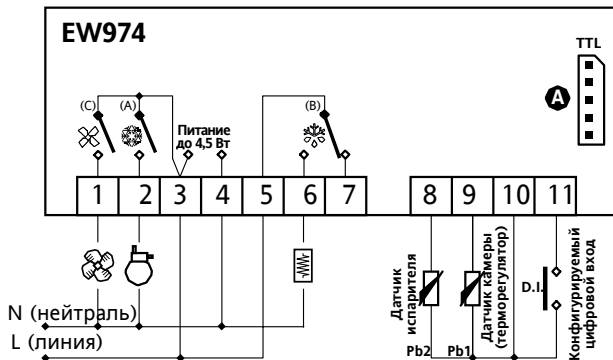 EW974
TTL
A
(C)
(A)
(B)
Питание
до 4,5 Вт
1 2 3 4 5 6 7 8 9 10 11
Датчик
испарителя
Датчик камеры
(терморегулятор)
D.I.
Конфигурируемый
цифровой вход
N (нейтраль)
L (линия)
Pb2
Pb1